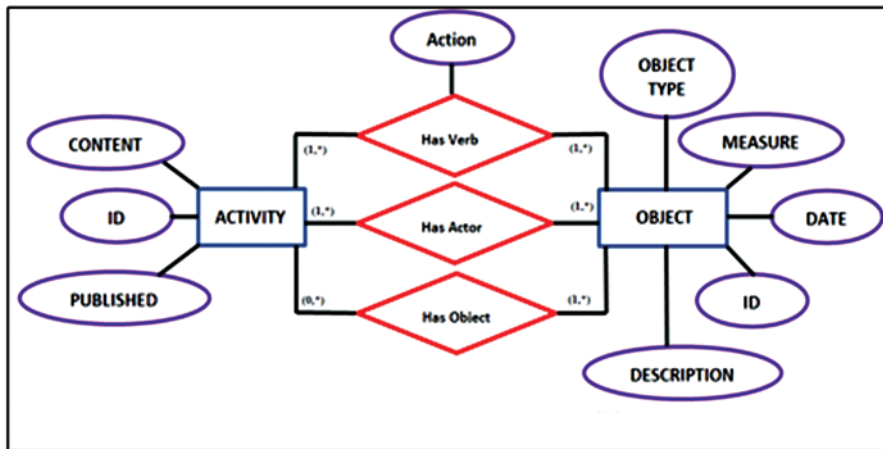 Action
OBJECT
TYPE
CONTENT
(1,*)
Has Verb
(1,*)
MEASURE
ID
ACTIVITY
(1,*)
Has Actor
(1,*)
OBJECT
DATE
PUBLISHED
(0,*)
Has Object
(1,*)
ID
DESCRIPTION